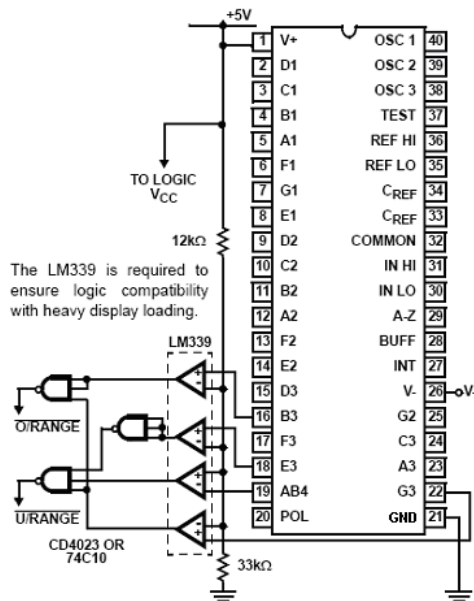 +5V
1 V+ OSC 1 40
2 D1 OSC 2 39
3 C1 OSC 3 38
4 B1 TEST 37
5 A1 REF HI 36
6 F1 REF LO 35
7 G1 CREF 34
8 E1 CREF 33
9 D2 COMMON 32
10 C2 IN HI 31
11 B2 IN LO 30
12 A2 A-Z 29
13 F2 BUFF 28
14 E2 INT 27
15 D3 V- 26 V-
16 B3 G2 25
17 F3 C3 24
18 E3 A3 23
19 AB4 G3 22
20 POL GND 21
TO LOGIC
VCC
12kΩ
The LM339 is required to
ensure logic compatibility
with heavy display loading.
LM339
+
-
+
-
+
-
-
+
O/RANGE
U/RANGE
CD4023 OR
74C10
33kΩ